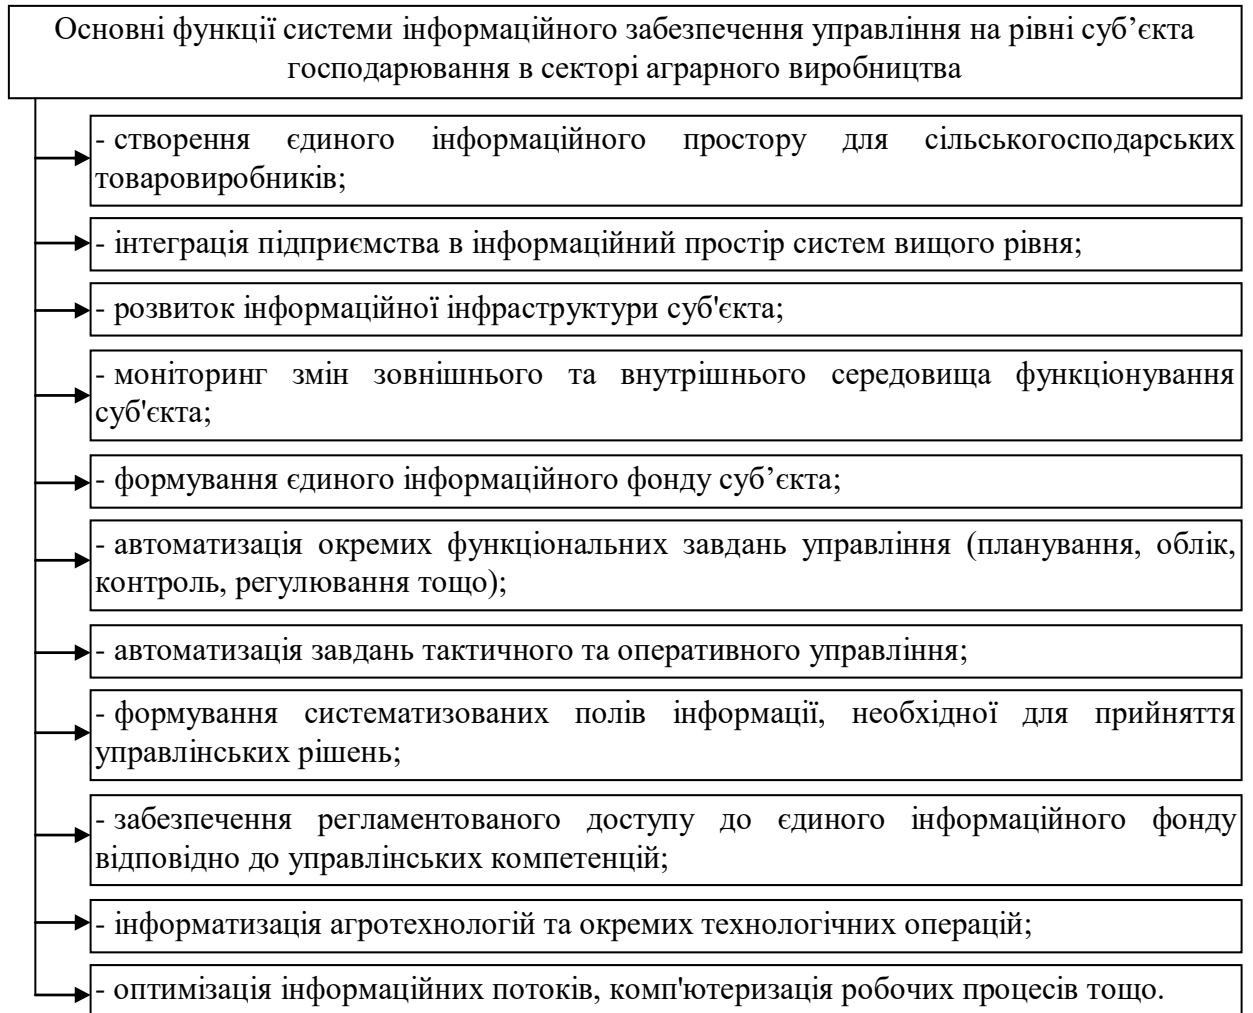 Основні функції системи інформаційного забезпечення управління на рівні суб’єкта
господарювання в секторі аграрного виробництва
- створення єдиного інформаційного простору для сільськогосподарських
товаровиробників;
- інтеграція підприємства в інформаційний простір систем вищого рівня;
- розвиток інформаційної інфраструктури суб'єкта;
- моніторинг змін зовнішнього та внутрішнього середовища функціонування
суб'єкта;
- формування єдиного інформаційного фонду суб’єкта;
- автоматизація окремих функціональних завдань управління (планування, облік,
контроль, регулювання тощо);
- автоматизація завдань тактичного та оперативного управління;
- формування систематизованих полів інформації, необхідної для прийняття
управлінських рішень;
- забезпечення регламентованого доступу до єдиного інформаційного фонду
відповідно до управлінських компетенцій;
- інформатизація агротехнологій та окремих технологічних операцій;
- оптимізація інформаційних потоків, комп'ютеризація робочих процесів тощо.